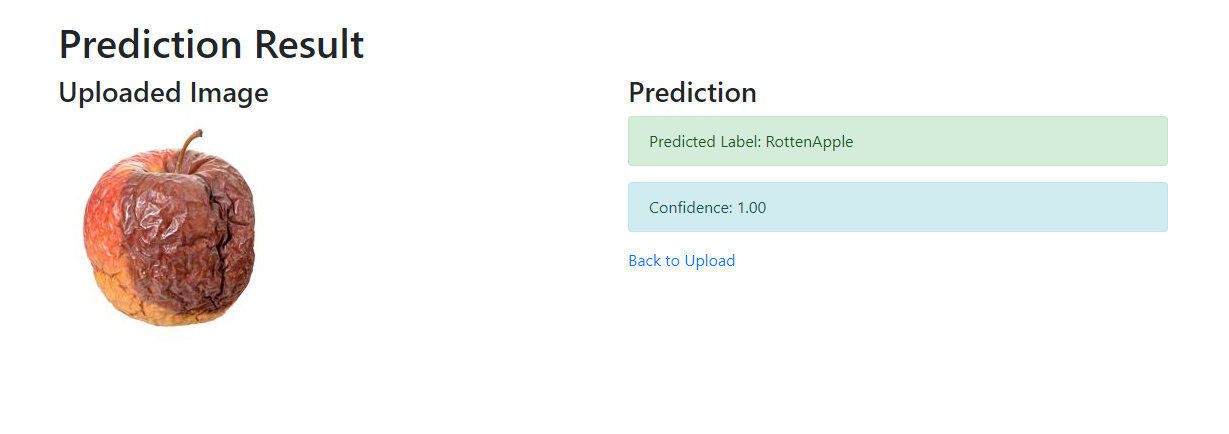 Prediction Result
Uploaded Image
Prediction
Predicted Label: RottenApple
Confidence: 1.00
Back to Upload